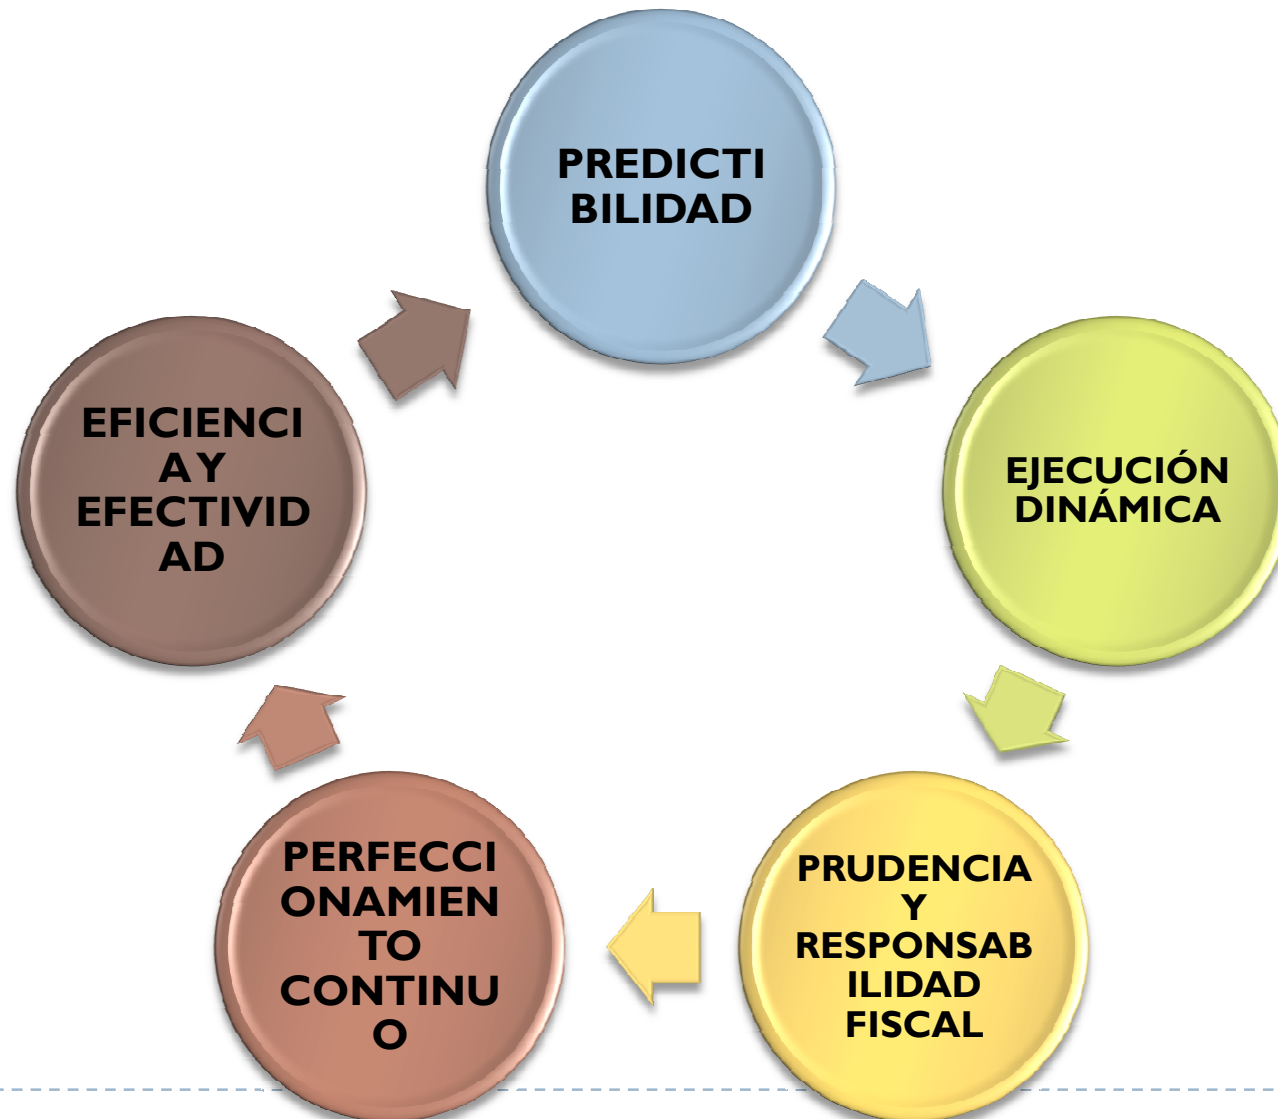 PREDICTI
BILIDAD
EJECUCIÓN
DINÁMICA
PRUDENCIA
Y
RESPONSAB
ILIDAD
FISCAL
PERFECCI
ONAMIEN
TO
CONTINU
O
EFICIENCI
A Y
EFECTIVID
AD